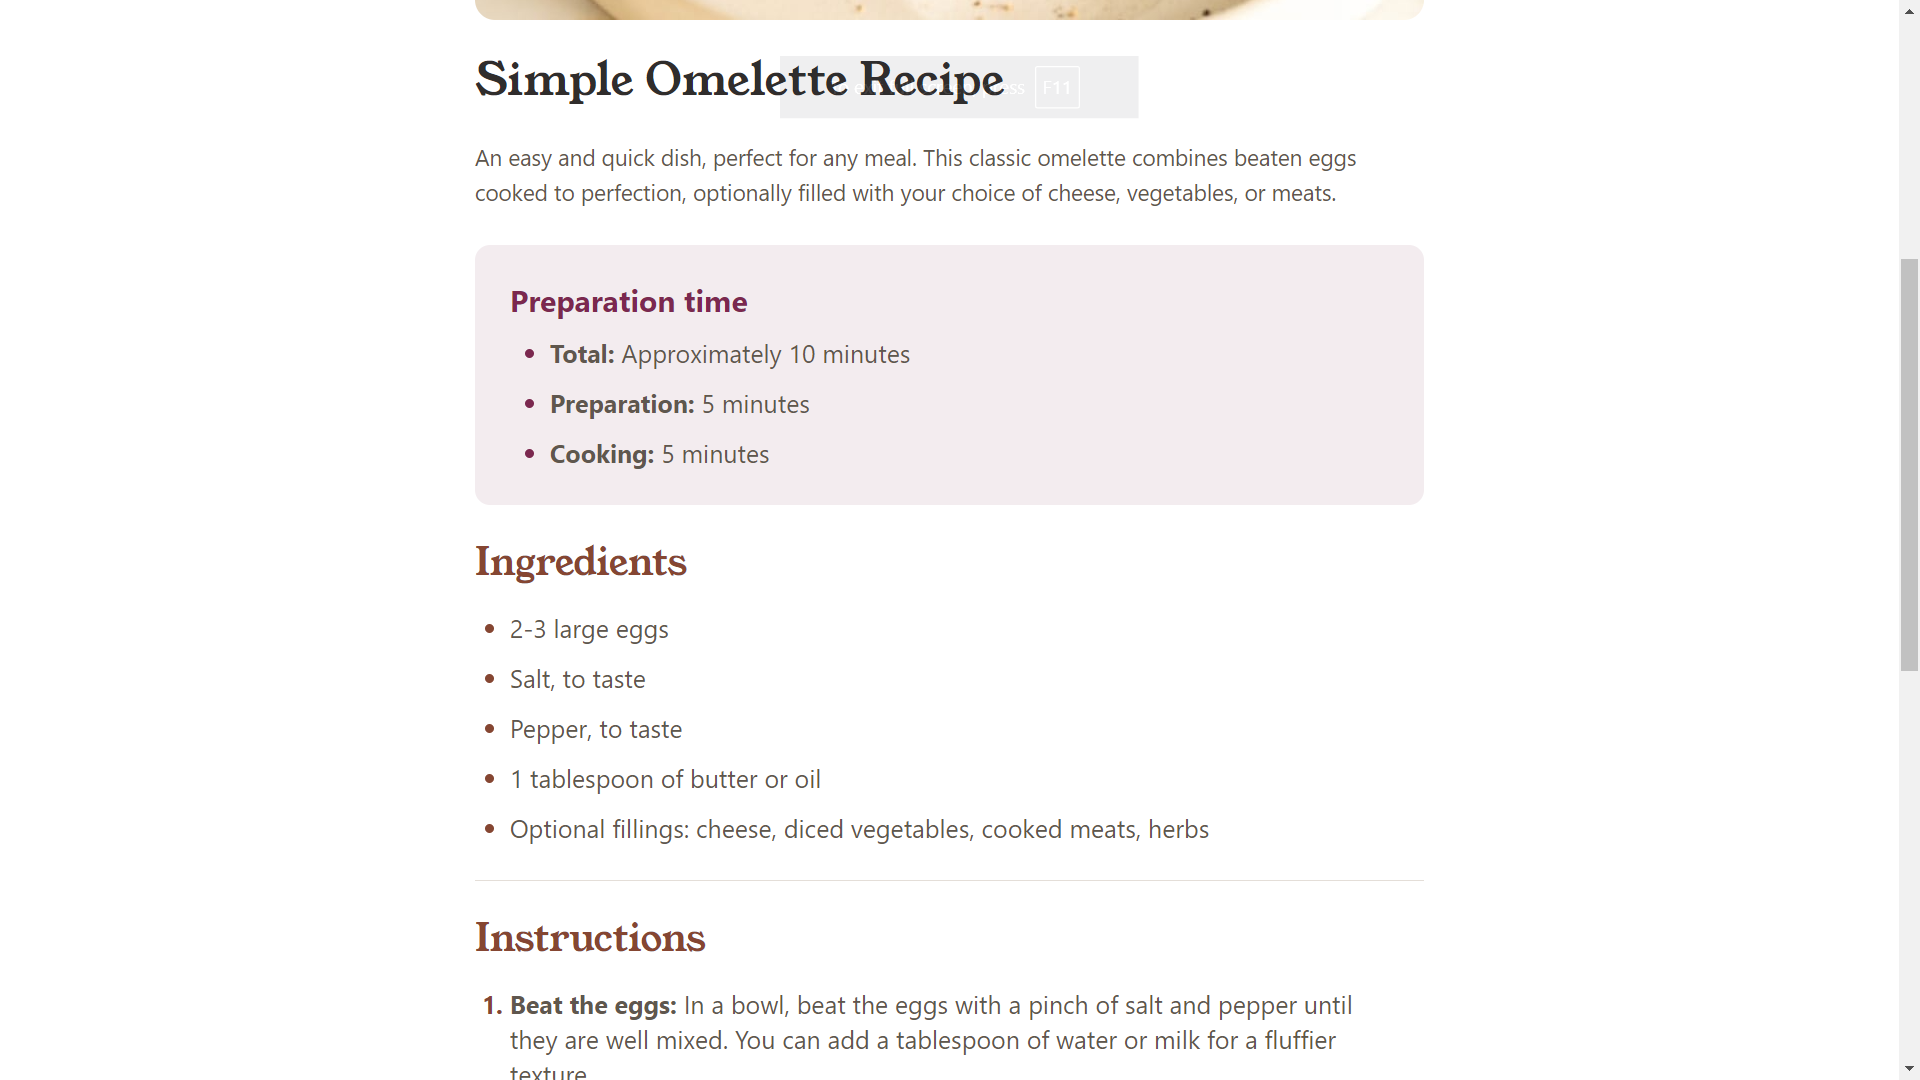 Simple Omelette Recipe
F11
An easy and quick dish, perfect for any meal. This classic omelette combines beaten eggs
cooked to perfection, optionally filled with your choice of cheese, vegetables, or meats.
Preparation time
• Total: Approximately 10 minutes
• Preparation: 5 minutes
• Cooking: 5 minutes
Ingredients
• 2-3 large eggs
• Salt, to taste
• Pepper, to taste
• 1 tablespoon of butter or oil
• Optional fillings: cheese, diced vegetables, cooked meats, herbs
Instructions
1. Beat the eggs: In a bowl, beat the eggs with a pinch of salt and pepper until
they are well mixed. You can add a tablespoon of water or milk for a fluffier
texture.